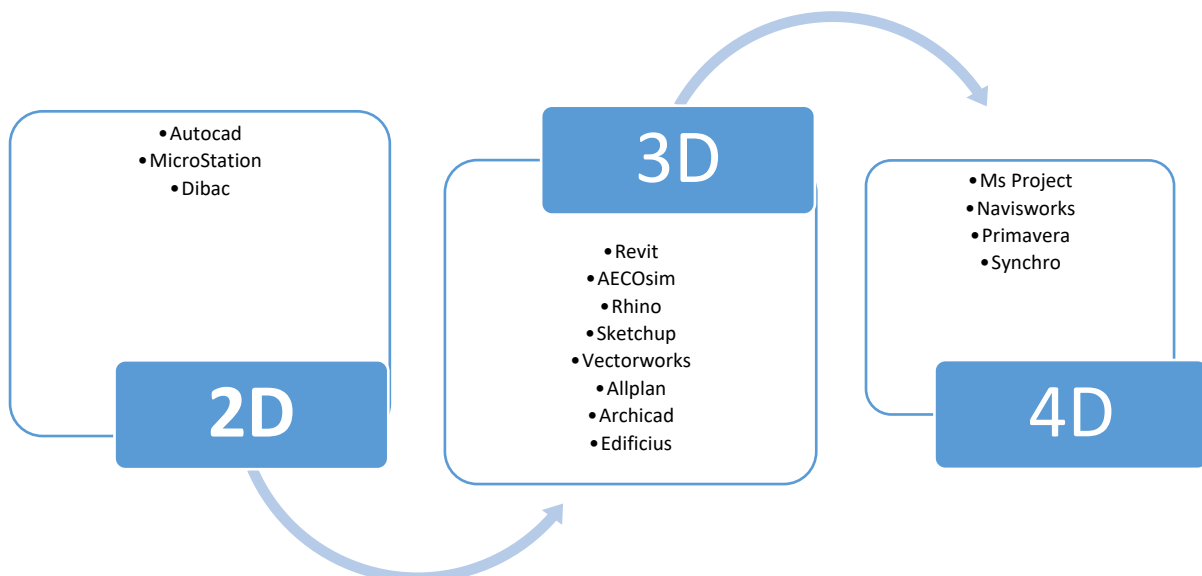 •Autocad
•MicroStation
•Dibac
2D
3D
•Revit
•AECOsim
•Rhino
•Sketchup
•Vectorworks
•Allplan
•Archicad
•Edificius
•Ms Project
•Navisworks
•Primavera
•Synchro
4D